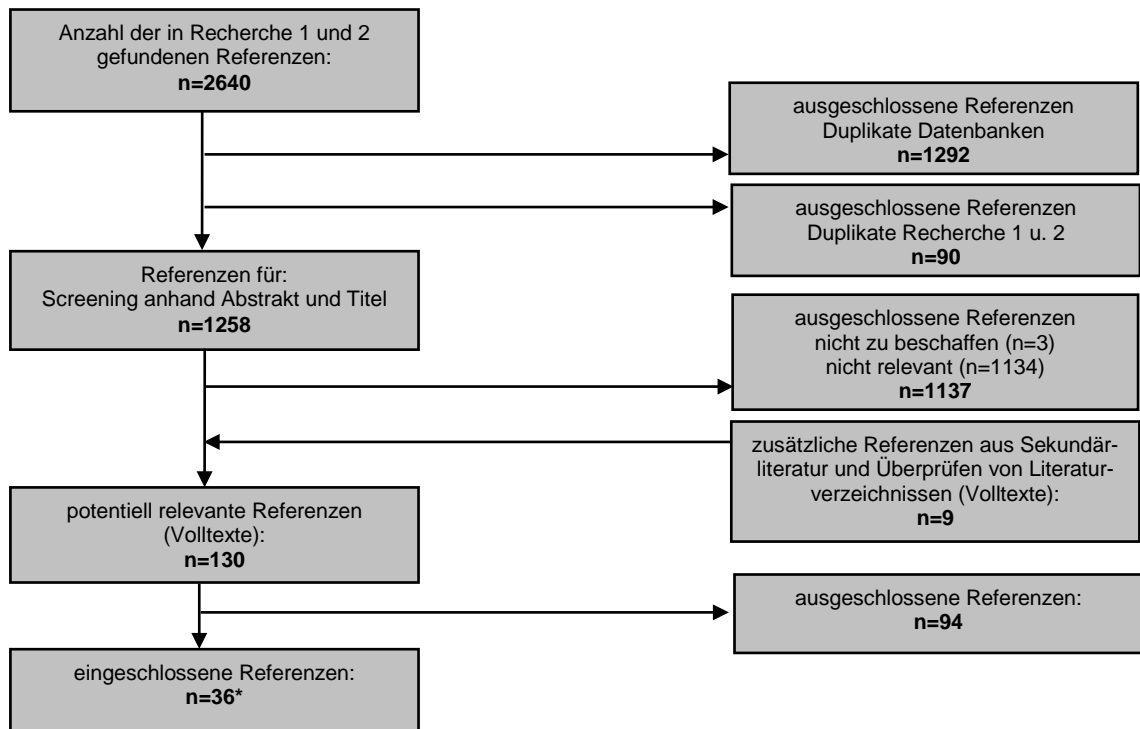 Anzahl der in Recherche 1 und 2
gefundenen Referenzen:
n=2640
ausgeschlossene Referenzen
Duplikate Datenbanken
n=1292
ausgeschlossene Referenzen
Duplikate Recherche 1 u. 2
n=90
Referenzen für:
Screening anhand Abstrakt und Titel
n=1258
ausgeschlossene Referenzen
nicht zu beschaffen (n=3)
nicht relevant (n=1134)
n=1137
zusätzliche Referenzen aus Sekundär-
literatur und Überprüfen von Literatur-
verzeichnissen (Volltexte):
n=9
potentiell relevante Referenzen
(Volltexte):
n=130
ausgeschlossene Referenzen:
n=94
eingeschlossene Referenzen:
n=36*